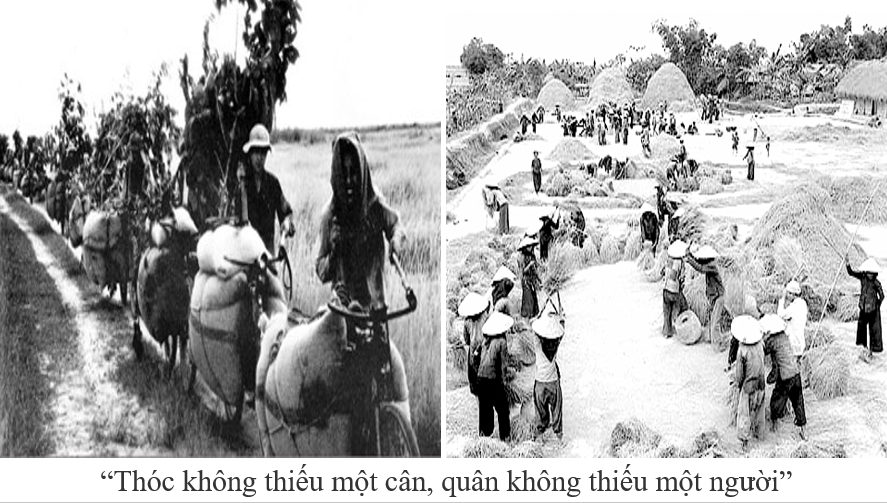 “Thóc không thiếu một cân, quân không thiếu một người”